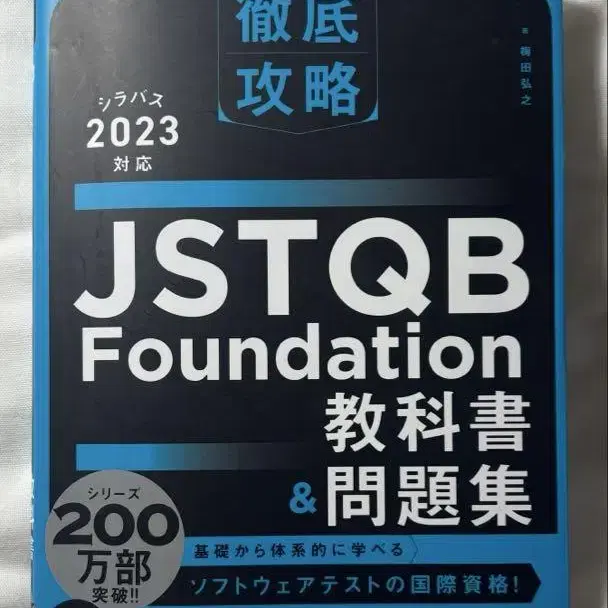 徹底
攻略
著 梅田弘之
シラバス
2023
対応
JSTQB
Foundation
教科書
&問題集
シリーズ
200
万部
突破!!
基礎から体系的に学べる
ソフトウェアテストの国際資格!